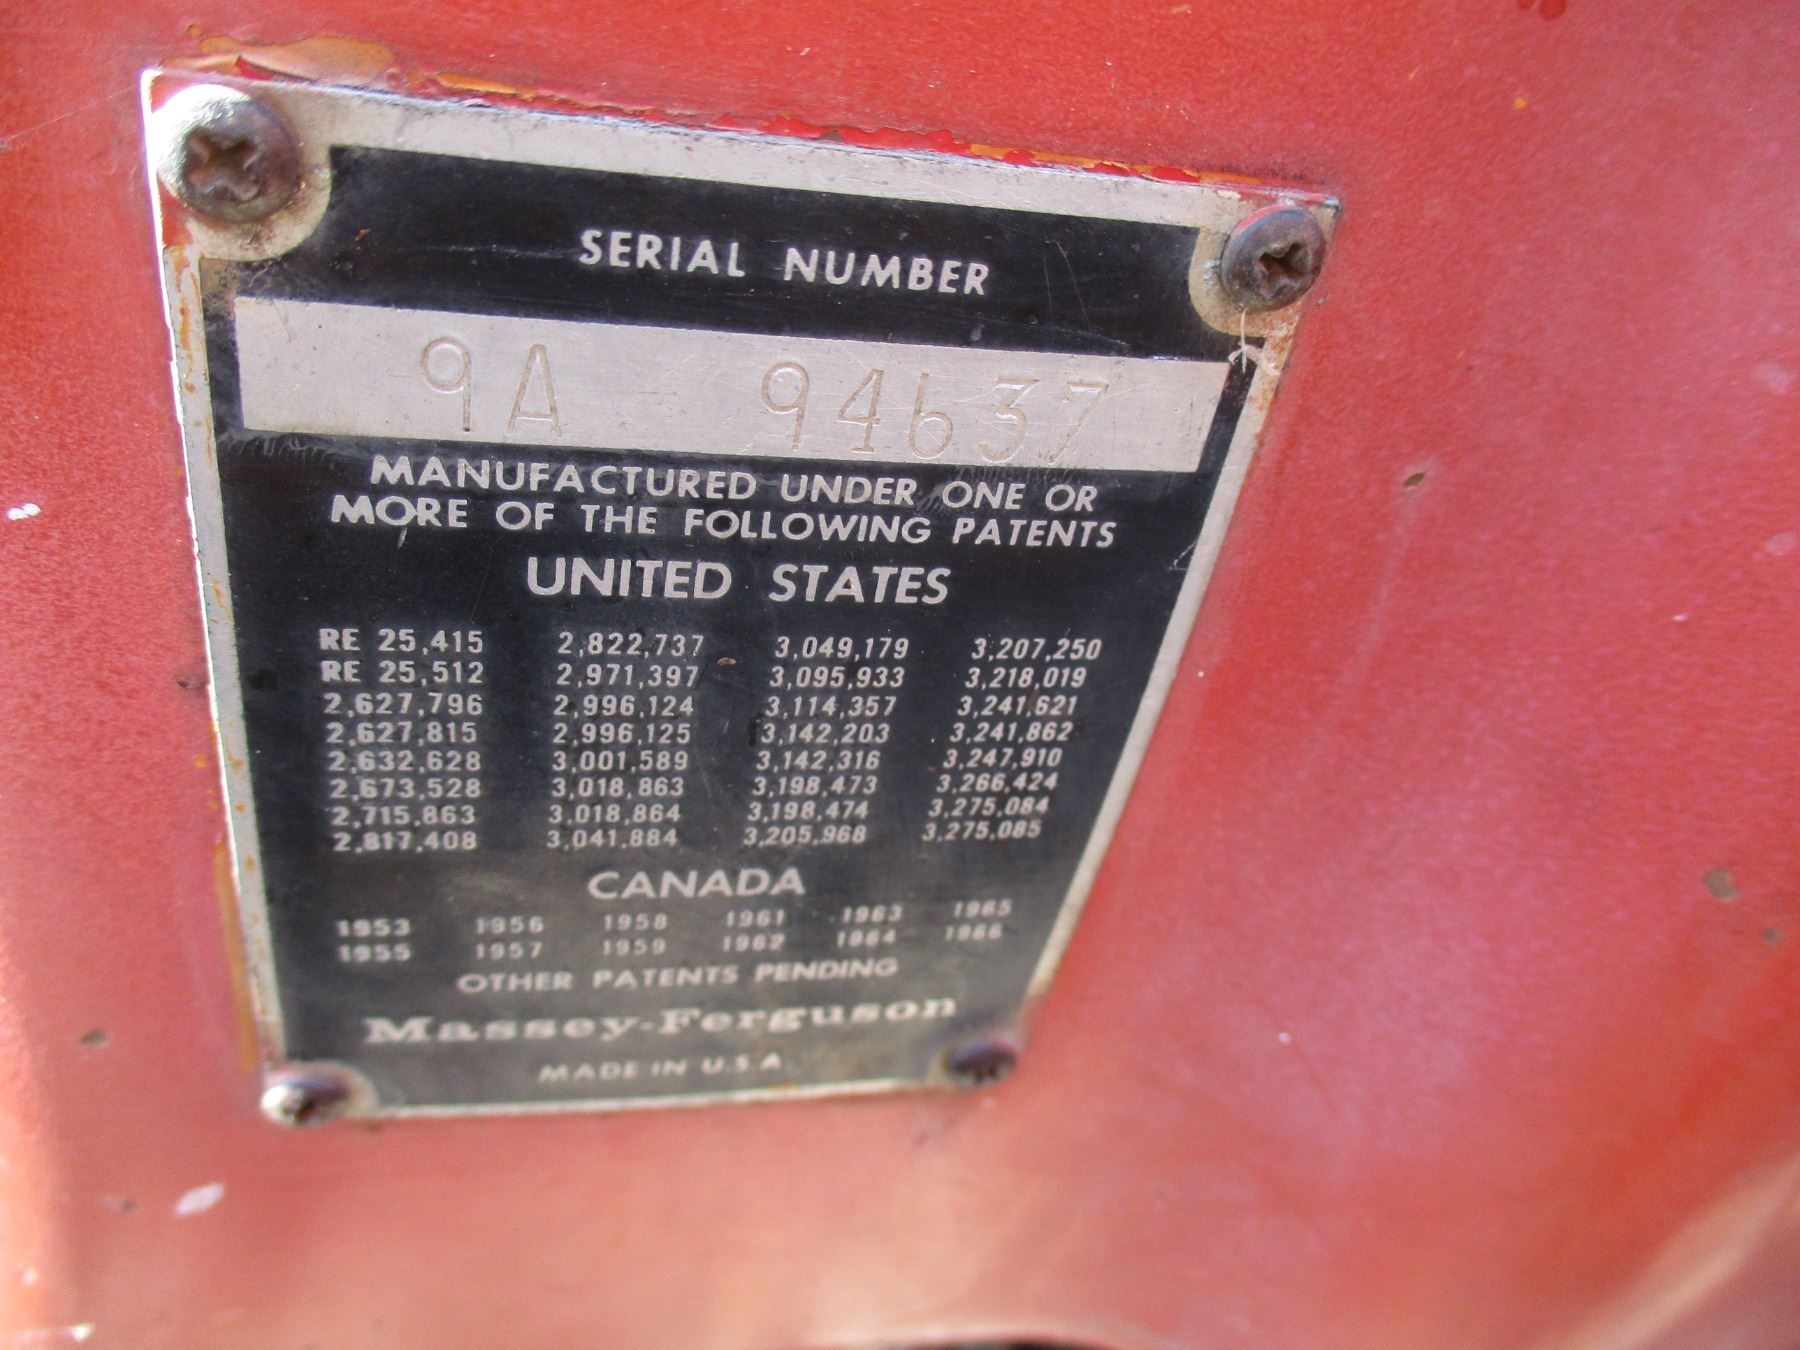 SERIAL NUMBER
9A 94637
MANUFACTURED UNDER ONE OR
MORE OF THE FOLLOWING PATENTS
UNITED STATES
RE 25,415 2,822,737 3,049,179 3,207,250
RE 25,512 2,971,397 3,095,933 3,218,019
2,627,796 2,996,124 3,114,357 3,241,621
2,627,815 2,996,125 3,142,203 3,241,862
2,632,628 3,001,589 3,142,316 3,247,910
2,673,528 3,018,863 3,198,473 3,266,424
2,715,863 3,018,864 3,198,474 3,275,084
2,817,408 3,041,884 3,205,968 3,275,085
CANADA
1953 1956 1958 1961 1963 1965
1955 1957 1959 1962 1964 1966
OTHER PATENTS PENDING
Massey-Ferguson
MADE IN U.S.A.